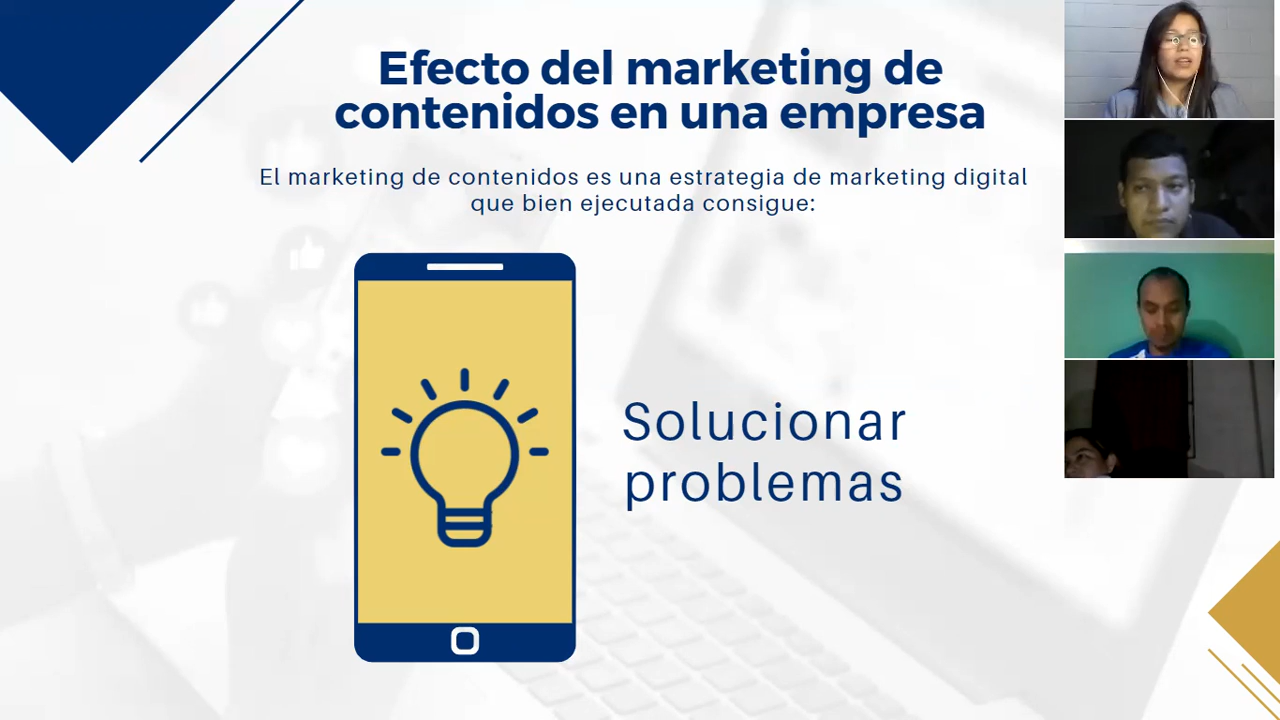 Efecto del marketing de
contenidos en una empresa
El marketing de contenidos es una estrategia de marketing digital
que bien ejecutada consigue:
Solucionar
problemas